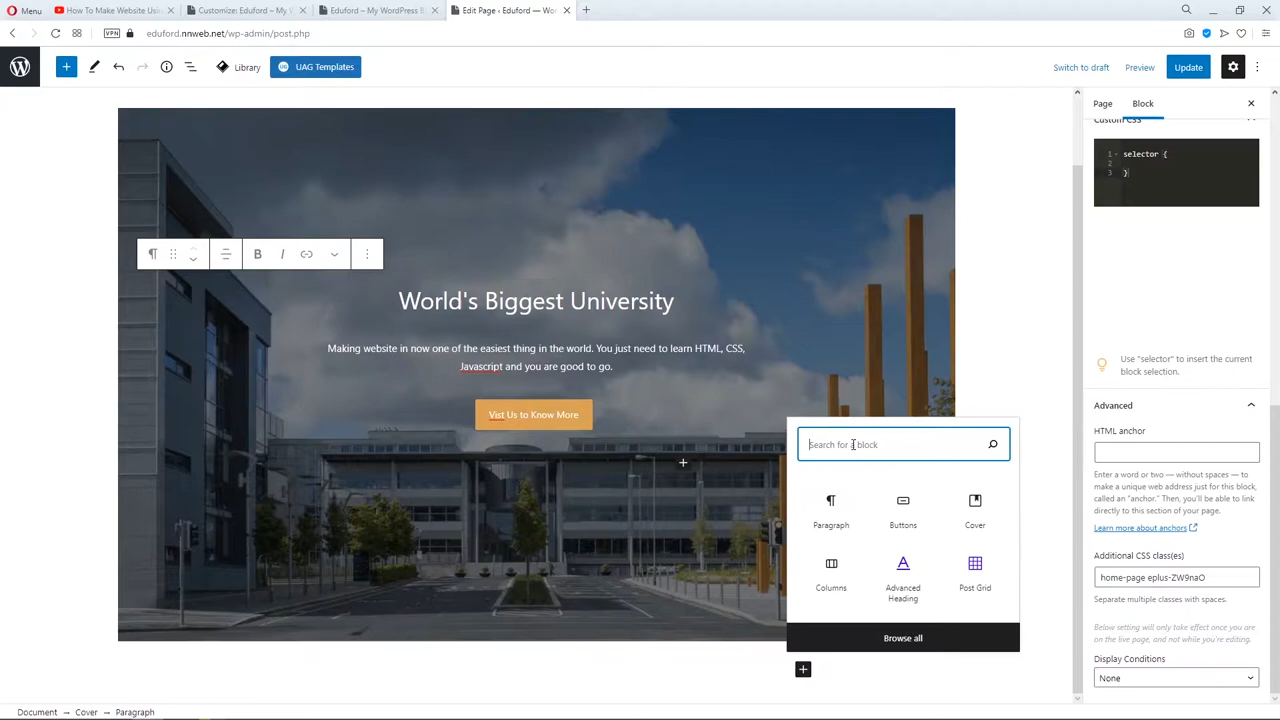 Menu
How To Make Website Usin
Customize: Eduford – My W
Eduford – My WordPress B
Edit Page ‹ Eduford — Wo
VPN
eduford.nnweb.net/wp-admin/post.php
Library
UG
UAG Templates
Switch to draft
Preview
Update
Page
Block
Custom CSS
1
selector {
2
3
}
Use "selector" to insert the current
block selection.
Advanced
HTML anchor
Enter a word or two — without spaces — to
make a unique web address just for this block,
called an "anchor." Then, you'll be able to link
directly to this section of your page.
Learn more about anchors
Additional CSS class(es)
home-page eplus-ZW9naO
Separate multiple classes with spaces.
Below setting will only take effect once you are
on the live page, and not while you're editing.
Display Conditions
None
B
I
World's Biggest University
Making website in now one of the easiest thing in the world. You just need to learn HTML, CSS,
Javascript and you are good to go.
Vist Us to Know More
Search for a block
Paragraph
Buttons
Cover
Columns
Advanced
Heading
Post Grid
Browse all
Document → Cover → Paragraph